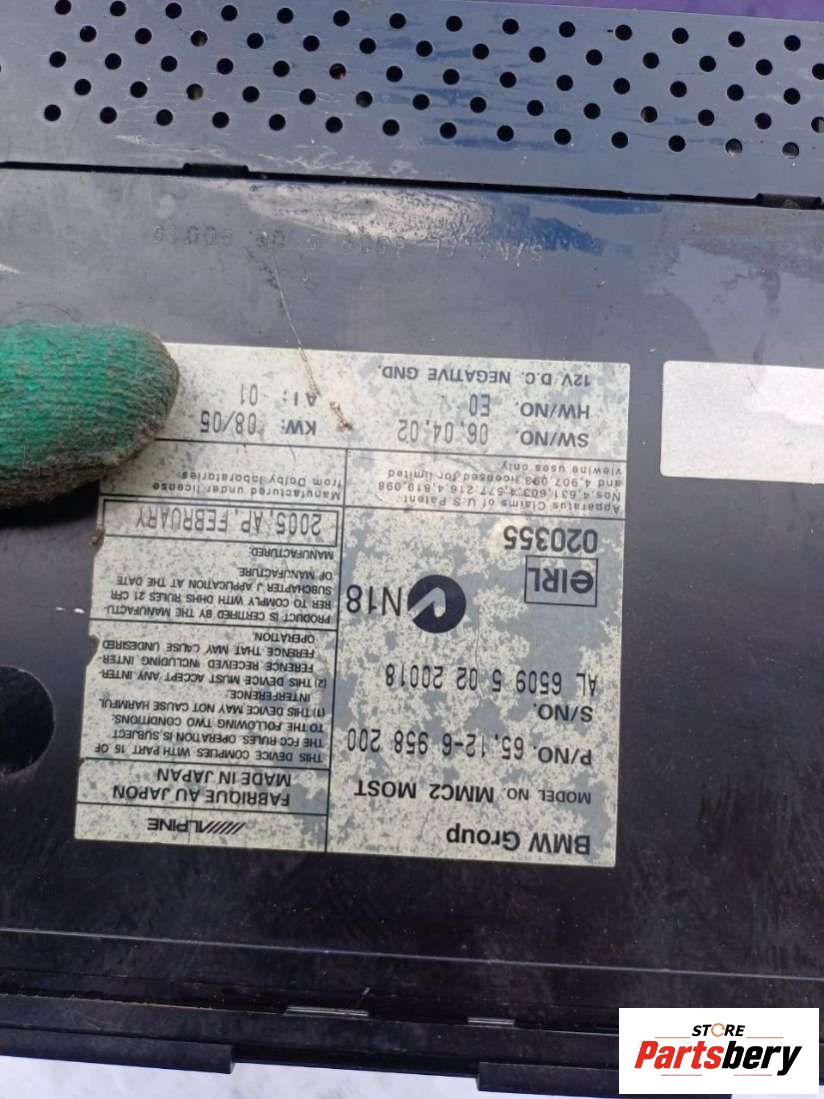 BMW Group
MODEL NO. MMC2 MOST
P/NO. 65.12-6 958 200
S/NO.
AL 6509 5 02 20018
N18
eIRL
020355
Apparatus Claims of U S Patent
Nos 4,631,603,4,577,216,4,819,098
and 4,907,093 licensed for limited
viewine uses only
SW/NO. 06.04.02
HW/NO. E0
12V D.C. NEGATIVE GND.
ALPINE
FABRIQUE AU JAPON
MADE IN JAPAN
THIS DEVICE COMPLIES WITH PART 15 OF
THE FCC RULES. OPERATION IS SUBJECT
TO THE FOLLOWING TWO CONDITIONS:
(1) THIS DEVICE MAY NOT CAUSE HARMFUL
INTERFERENCE.
(2) THIS DEVICE MUST ACCEPT ANY INTER-
FERENCE RECEIVED INCLUDING INTER-
FERENCE THAT MAY CAUSE UNDESIRED
OPERATION.
PRODUCT IS CERTIFIED BY THE MANUFACTU-
RER TO COMPLY WITH DHHS RULES 21 CFR
SUBCHAPTER J APPLICATION AT THE DATE
OF MANUFACTURE.
MANUFACTURED:
2005, AP, FEBRUARY
Manufactured under license
from Dolby laboratories
KW: 08/05
AI: 01
STORE
Partsbery